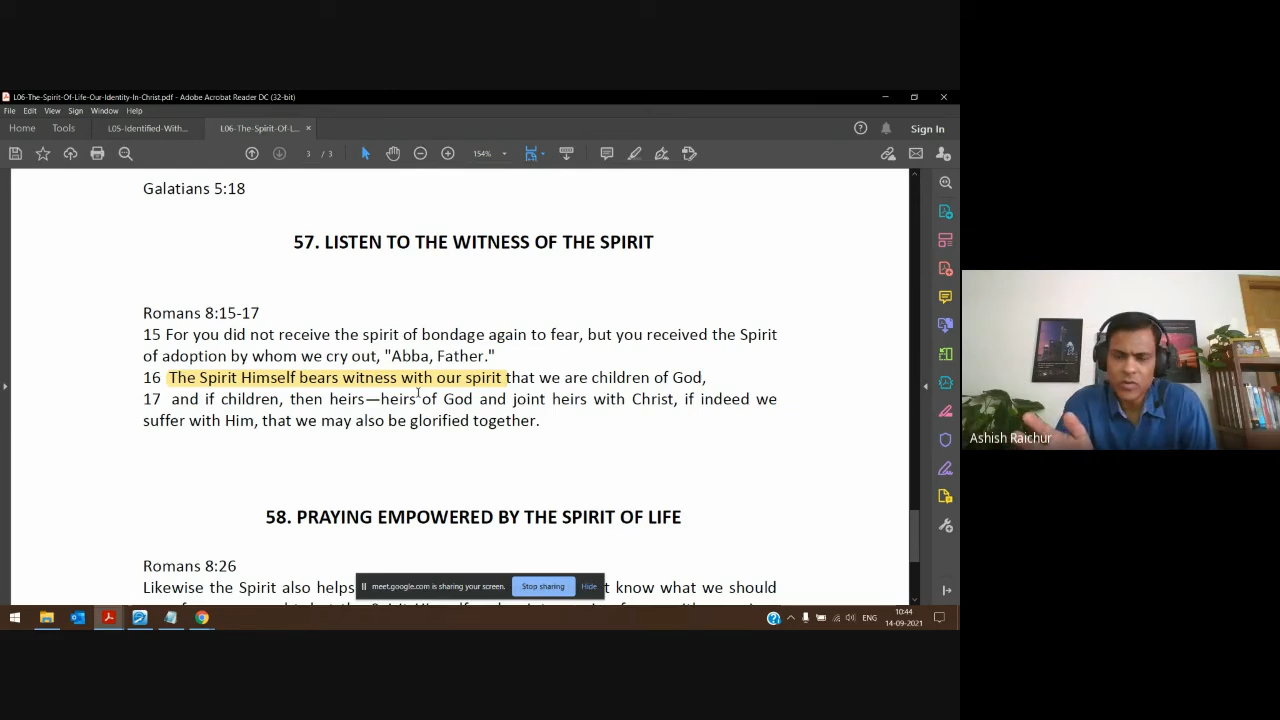 L06-The-Spirit-Of-Life-Our-Identity-In-Christ.pdf - Adobe Acrobat Reader DC (32-bit)
File Edit View Sign Window Help
Home Tools L05-Identified-With... L06-The-Spirit-Of-L... × Sign In
3 / 3 154%
Galatians 5:18
57. LISTEN TO THE WITNESS OF THE SPIRIT
Romans 8:15-17
15 For you did not receive the spirit of bondage again to fear, but you received the Spirit
of adoption by whom we cry out, "Abba, Father."
16 The Spirit Himself bears witness with our spirit that we are children of God,
17 and if children, then heirs—heirs of God and joint heirs with Christ, if indeed we
suffer with Him, that we may also be glorified together.
Ashish Raichur
58. PRAYING EMPOWERED BY THE SPIRIT OF LIFE
Romans 8:26
Likewise the Spirit also helps t know what we should
meet.google.com is sharing your screen. Stop sharing Hide
ENG 10:44
14-09-2021